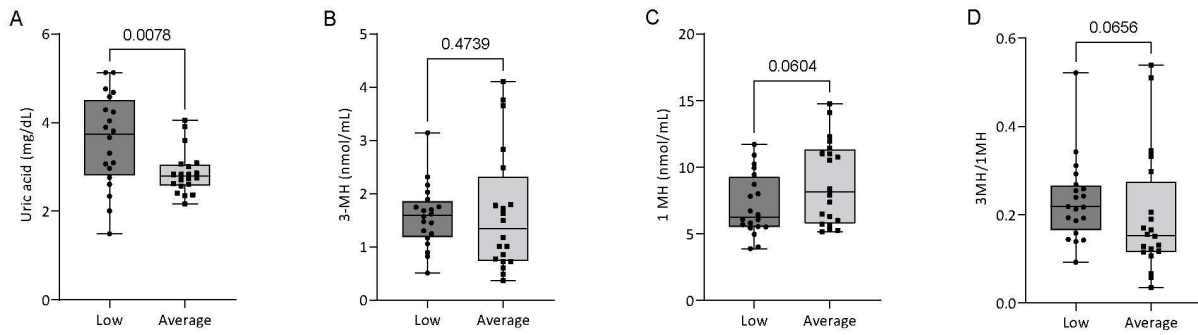 A
0.0078
Uric acid (mg/dL)
6
4
2
0
Low
Average
B
0.4739
3-MH (nmol/mL)
5
4
3
2
1
0
Low
Average
C
0.0604
1 MH (nmol/mL)
20
15
10
5
0
Low
Average
D
0.0656
3MH/1MH
0.6
0.4
0.2
0.0
Low
Average